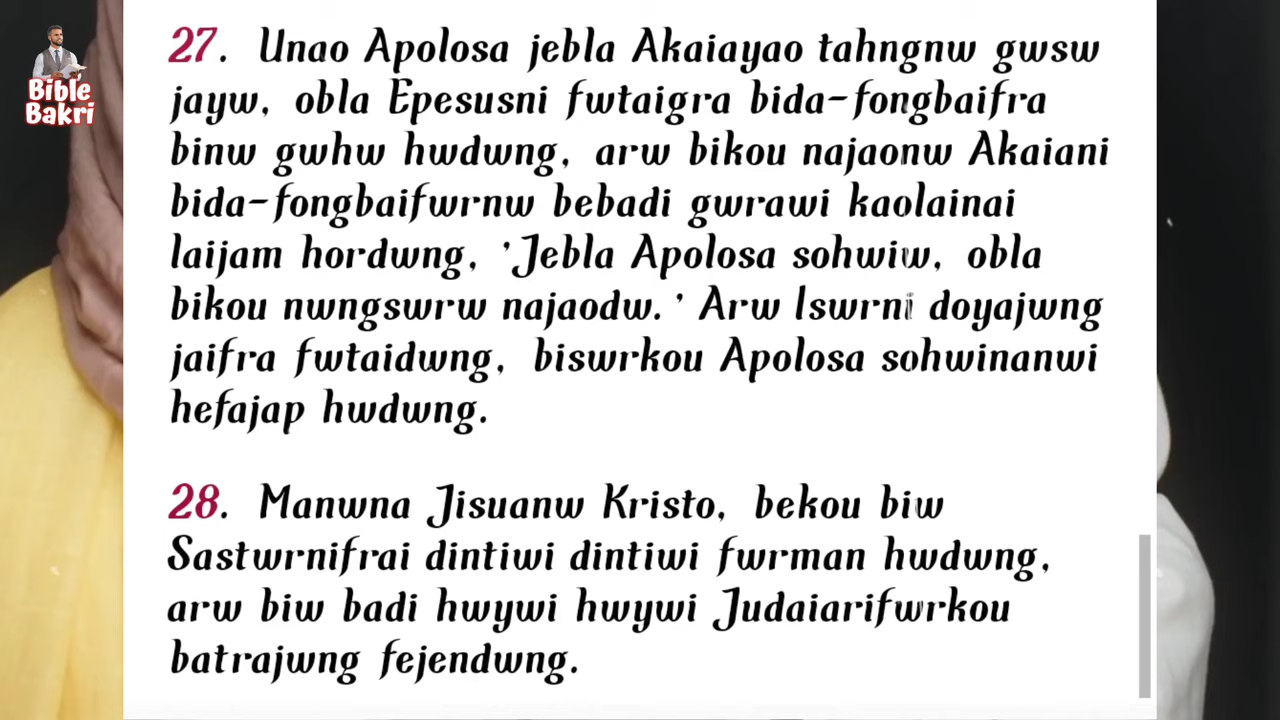 Bible
Bakri
27. Unao Apolosa jebla Akaiayao tahngnw gwsw
jayw, obla Epesusni fwtaigra bida-fongbaifra
binw gwhw hwdwng, arw bikou najaonw Akaiani
bida-fongbaifwrnw bebadi gwrawi kaolainai
laijam hordwng, 'Jebla Apolosa sohwiw, obla
bikou nwngswrw najaodw.' Arw Iswrni doyajwng
jaifra fwtaidwng, biswrkou Apolosa sohwinanwi
hefajap hwdwng.
28. Manwna Jisuanw Kristo, bekou biw
Sastwrnifrai dintiwi dintiwi fwrman hwdwng,
arw biw badi hwywi hwywi Judaiarifwrkou
batrajwng fejendwng.